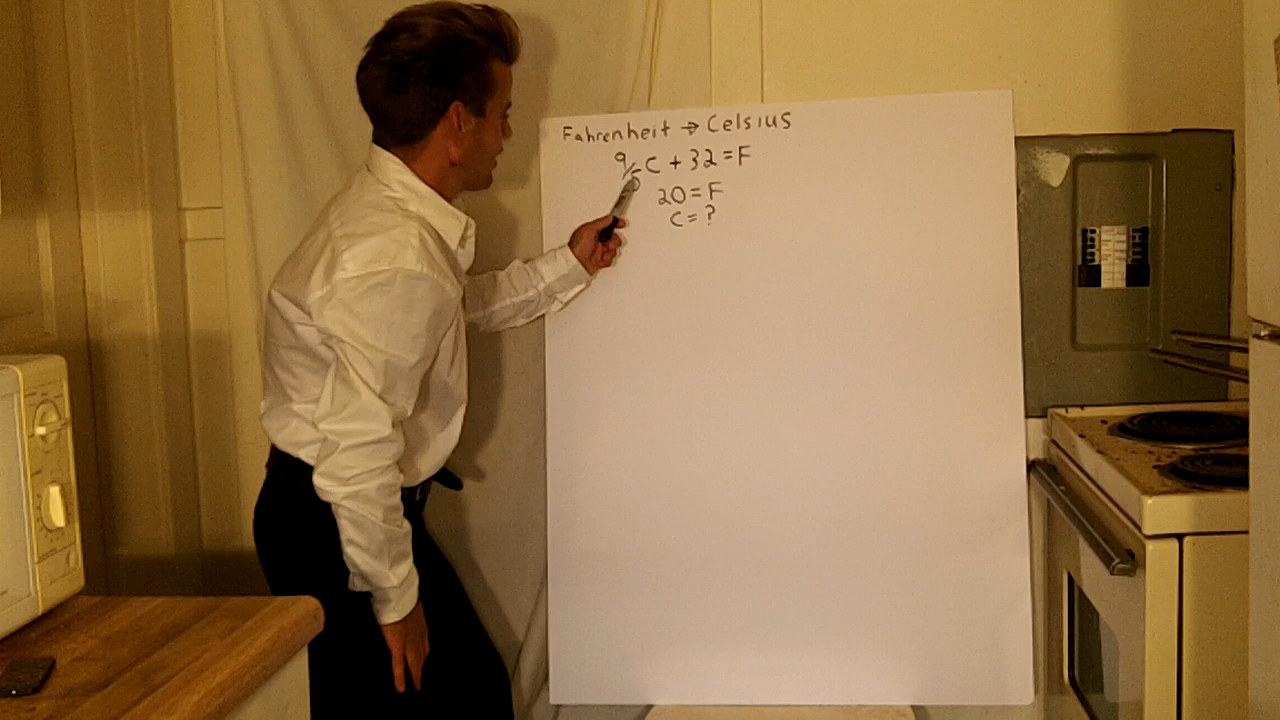 Fahrenheit → Celsius
9/5 C + 32 = F
20 = F
C = ?